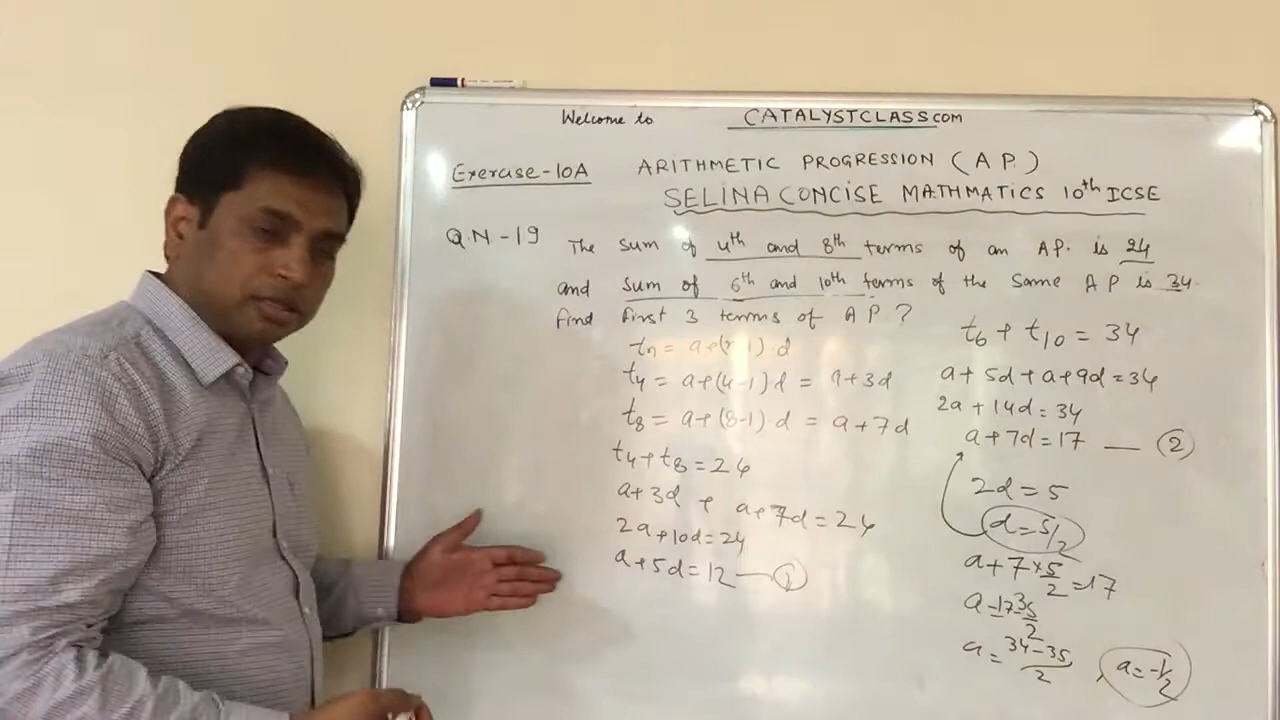 Welcome to CATALYSTCLASS.COM
Exercise-10A ARITHMETIC PROGRESSION (A P.)
SELINA CONCISE MATHMATICS 10th ICSE
Q.N-19 The sum of 4th and 8th terms of an AP. is 24
and sum of 6th and 10th terms of the same AP is 34.
find first 3 terms of AP?
tn = a+(n-1).d
t4 = a+(4-1)d = a+3d
t8 = a+(8-1).d = a+7d
t4+t8=24
a+3d + a+7d=24
2a+10d=24
a+5d=12 — ①
t6 + t10 = 34
a+5d+a+9d=34
2a+14d=34
a+7d=17 — ②
2d=5
d=5/2
a+7×5/2=17
a=17-35/2
a=34-35/2, a=-1/2